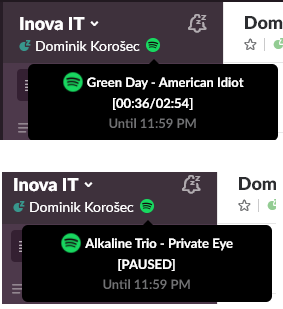 Inova IT
Dom
Dominik Korošec
Green Day - American Idiot
[00:36/02:54]
Until 11:59 PM
Inova IT
Dom
Dominik Korošec
Alkaline Trio - Private Eye
[PAUSED]
Until 11:59 PM